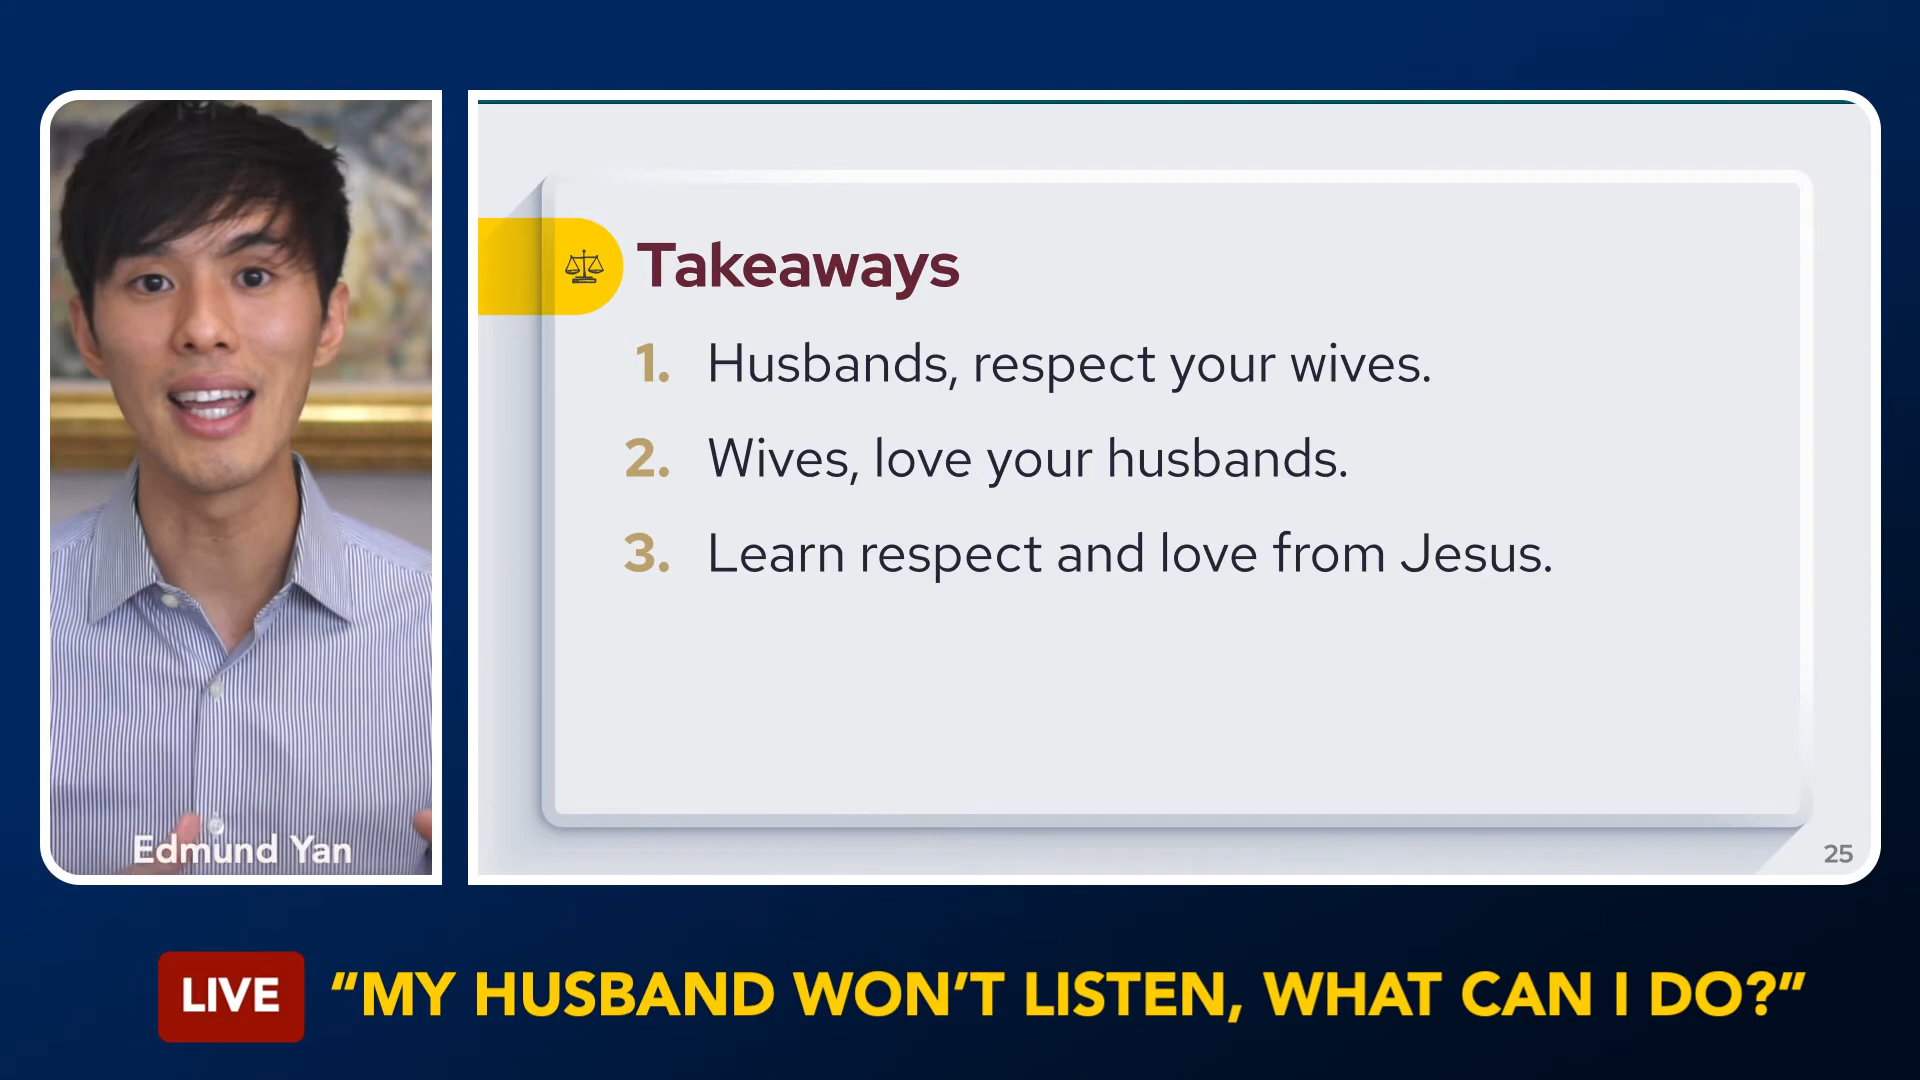 Edmund Yan
Takeaways
1. Husbands, respect your wives.
2. Wives, love your husbands.
3. Learn respect and love from Jesus.
25
LIVE “MY HUSBAND WON’T LISTEN, WHAT CAN I DO?”